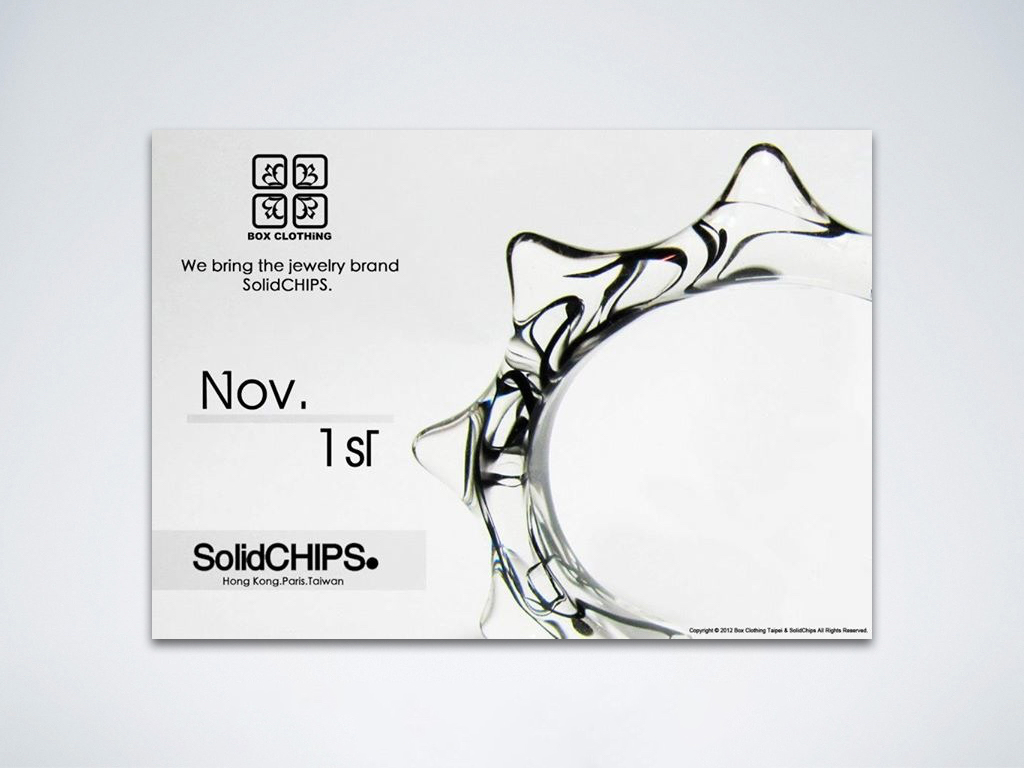 BOX CLOTHiNG
We bring the jewelry brand
SolidCHIPS.
Nov.
1st
SolidCHIPS.
Hong Kong.Paris.Taiwan
Copyright © 2012 Box Clothing Taipei & SolidChips All Rights Reserved.